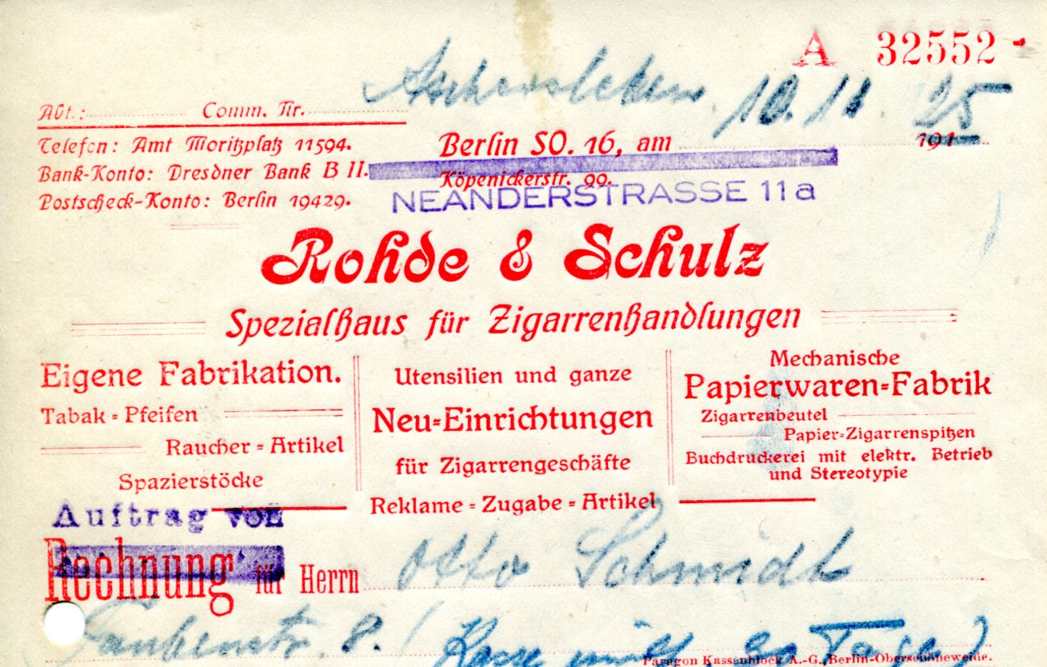 A 32552
Aschersleben, 10.11.25
Abt.: Comm. Nr.
Telefon: Amt Moritzplatz 11594.
Bank-Konto: Dresdner Bank B II.
Postscheck-Konto: Berlin 19429.
Berlin SO. 16, am 191
Köpenickerstr. 99.
NEANDERSTRASSE 11a
Rohde & Schulz
Spezialhaus für Zigarrenhandlungen
Eigene Fabrikation.
Tabak-Pfeifen
Raucher-Artikel
Spazierstöcke
Utensilien und ganze
Neu-Einrichtungen
für Zigarrengeschäfte
Reklame-Zugabe-Artikel
Mechanische
Papierwaren-Fabrik
Zigarrenbeutel
Papier-Zigarrenspitzen
Buchdruckerei mit elektr. Betrieb
und Stereotypie
Auftrag von
Rechnung für Herrn Otto Schmidt
8.
Paragon Kassenblock A.-G., Berlin-Oberschöneweide.